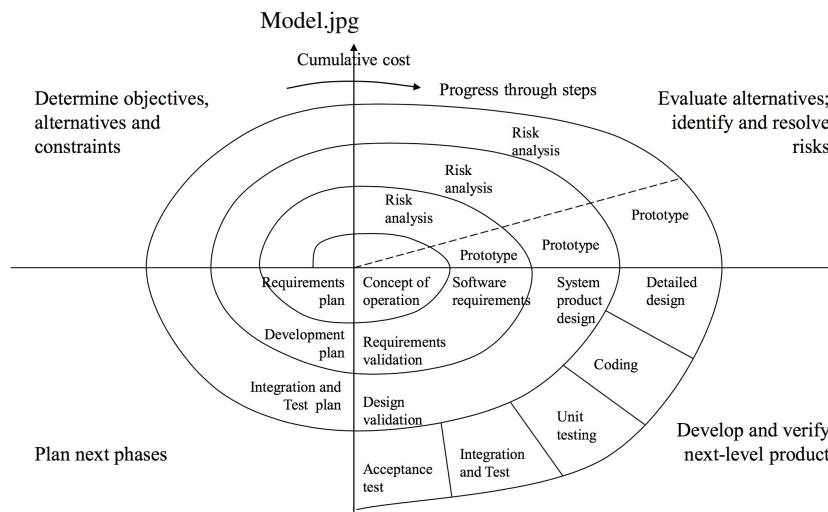 Model.jpg
Cumulative cost
Progress through steps
Determine objectives,
alternatives and
constraints
Evaluate alternatives;
identify and resolve
risks
Risk
analysis
Risk
analysis
Risk
analysis
Prototype
Prototype
Prototype
Requirements
plan
Concept of
operation
Software
requirements
System
product
design
Detailed
design
Development
plan
Requirements
validation
Coding
Integration and
Test plan
Design
validation
Unit
testing
Integration
and Test
Acceptance
test
Plan next phases
Develop and verify
next-level product